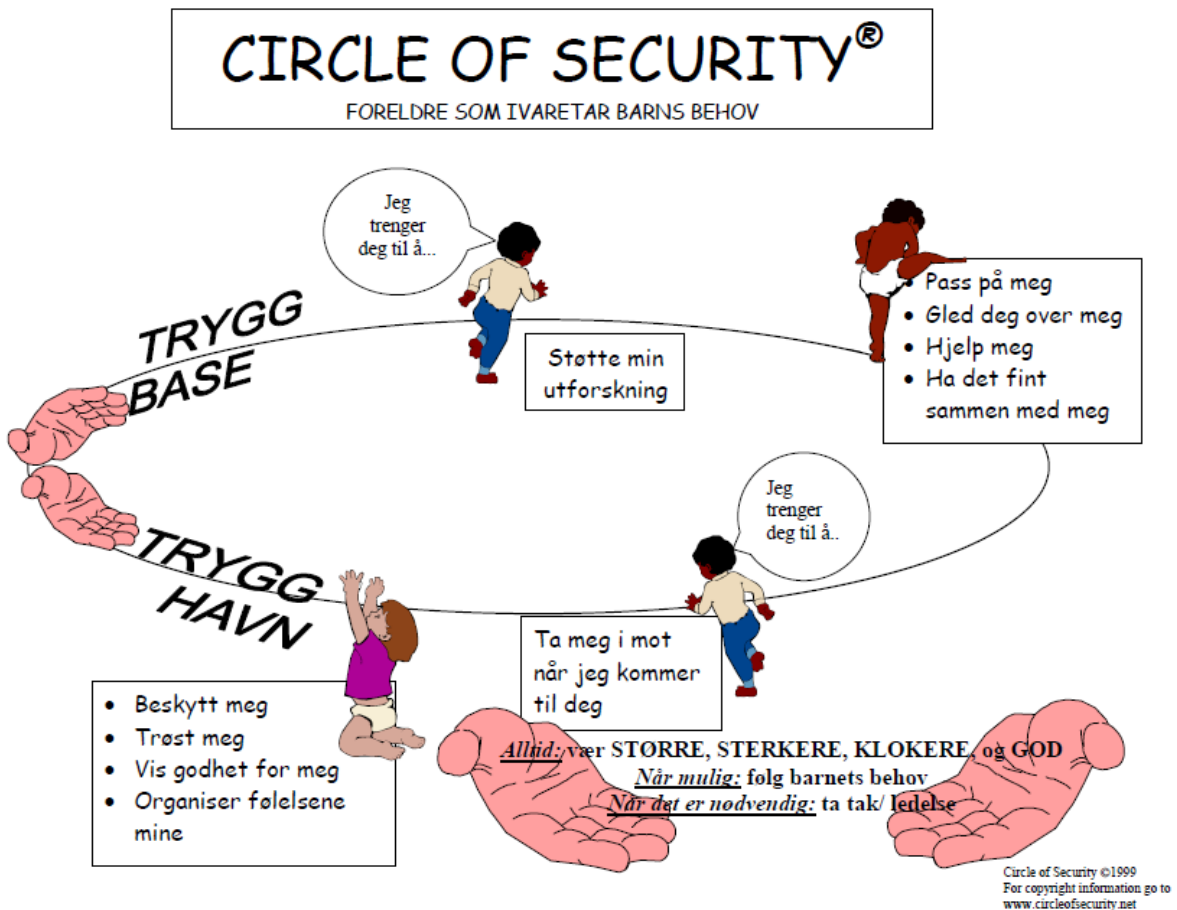 CIRCLE OF SECURITY®
FORELDRE SOM IVARETAR BARNS BEHOV
Jeg
trenger
deg til å...
TRYGG
BASE
Støtte min
utforskning
• Pass på meg
• Gled deg over meg
• Hjelp meg
• Ha det fint
sammen med meg
Jeg
trenger
deg til å..
TRYGG
HAVN
Ta meg i mot
når jeg kommer
til deg
• Beskytt meg
• Trøst meg
• Vis godhet for meg
• Organiser følelsene
mine
Alltid: vær STØRRE, STERKERE, KLOKERE, og GOD
Når mulig: følg barnets behov
Når det er nødvendig: ta tak/ ledelse
Circle of Security ©1999
For copyright information go to
www.circleofsecurity.net